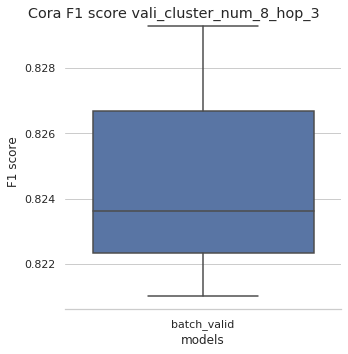 Cora F1 score vali_cluster_num_8_hop_3
0.828
0.826
0.824
0.822
F1 score
batch_valid
models